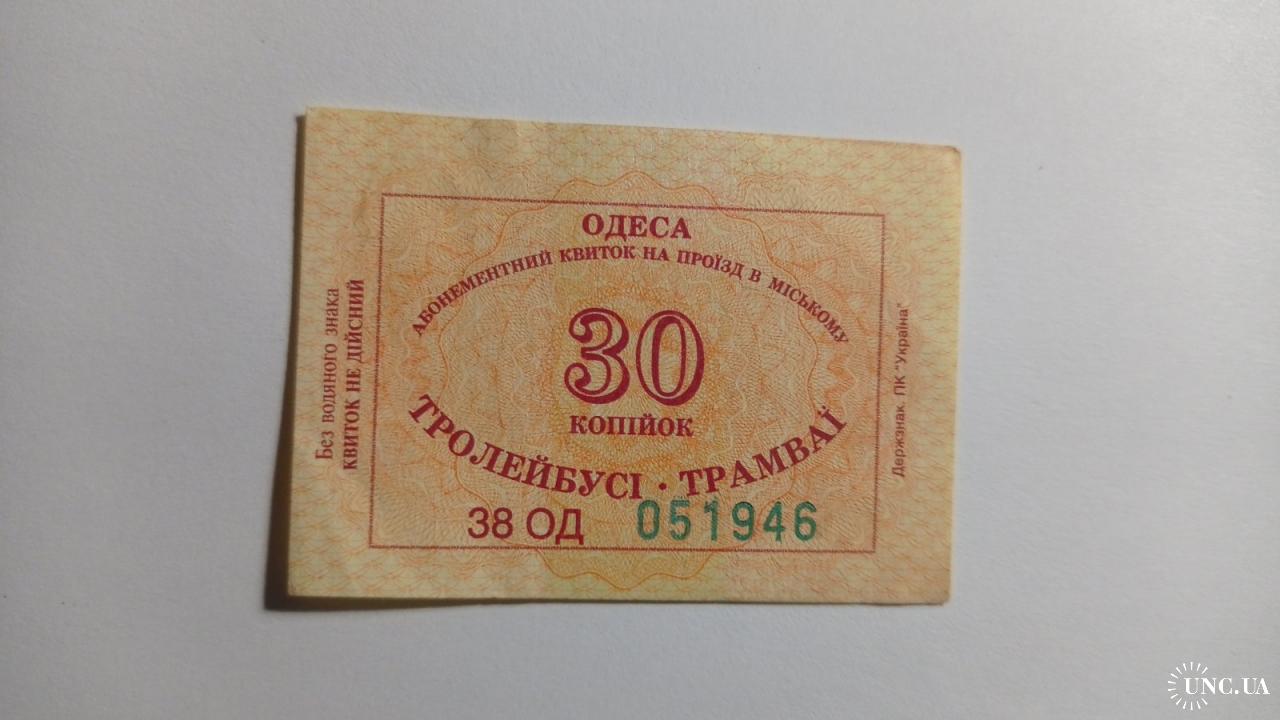 ОДЕСА
АБОНЕМЕНТНИЙ КВИТОК НА ПРОЇЗД В МІСЬКОМУ
30
КОПІЙОК
ТРОЛЕЙБУСІ · ТРАМВАЇ
38 ОД 051946
Без водяного знака
КВИТОК НЕ ДІЙСНИЙ
Держзнак. ПК "Україна"
UNC.UA